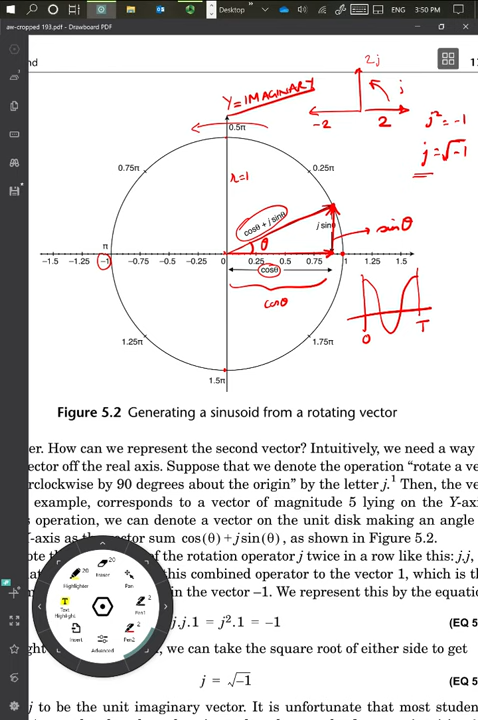 Desktop
ENG
3:50 PM
aw-cropped 193.pdf - Drawboard PDF
nd
2j
j
-2
2
j² = -1
j = √-1
Y = IMAGINARY
0.5π
0.75π
0.25π
r=1
cosθ + j sinθ
j sinθ
sinθ
θ
π
−1.5 −1.25 −1 −0.75 −0.5 −0.25 0 0.25 0.5 0.75 1 1.25 1.5
cosθ
cosθ
0
T
1.25π
1.75π
1.5π
Figure 5.2 Generating a sinusoid from a rotating vector
er. How can we represent the second vector? Intuitively, we need a way
ector off the real axis. Suppose that we denote the operation “rotate a ve
rclockwise by 90 degrees about the origin” by the letter j.¹ Then, the ve
example, corresponds to a vector of magnitude 5 lying on the Y-ax
s operation, we can denote a vector on the unit disk making an angle
-axis as the vector sum cos(θ) + j sin(θ), as shown in Figure 5.2.
ote th of the rotation operator j twice in a row like this: j.j,
at this combined operator to the vector 1, which is th
in the vector −1. We represent this by the equatio
j.j.1 = j².1 = −1 (EQ 5
ght , we can take the square root of either side to get
j = √−1 (EQ 5
j to be the unit imaginary vector. It is unfortunate that most studen
20
Highlighter
20
Eraser
Pan
Text Highlight
2
Pen1
Insert
2
Pen2
Advanced